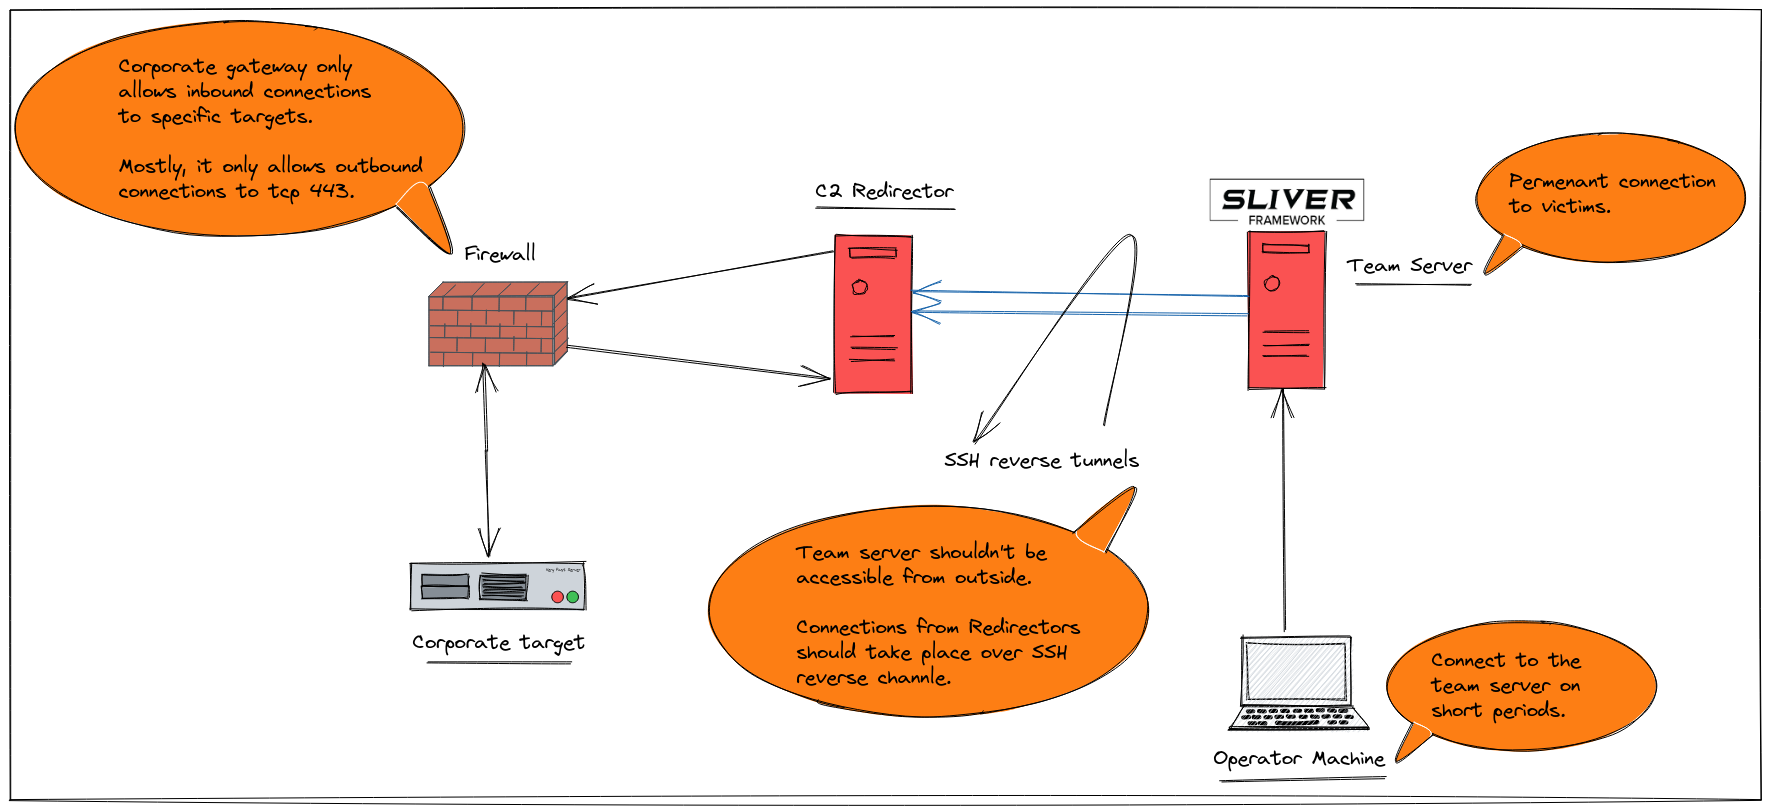 Corporate gateway only
allows inbound connections
to specific targets.
Mostly, it only allows outbound
connections to tcp 443.
Firewall
C2 Redirector
SLIVER
FRAMEWORK
Permenant connection
to victims.
Team Server
SSH reverse tunnels
Team server shouldn't be
accessible from outside.
Connections from Redirectors
should take place over SSH
reverse channle.
Corporate target
Connect to the
team server on
short periods.
Operator Machine